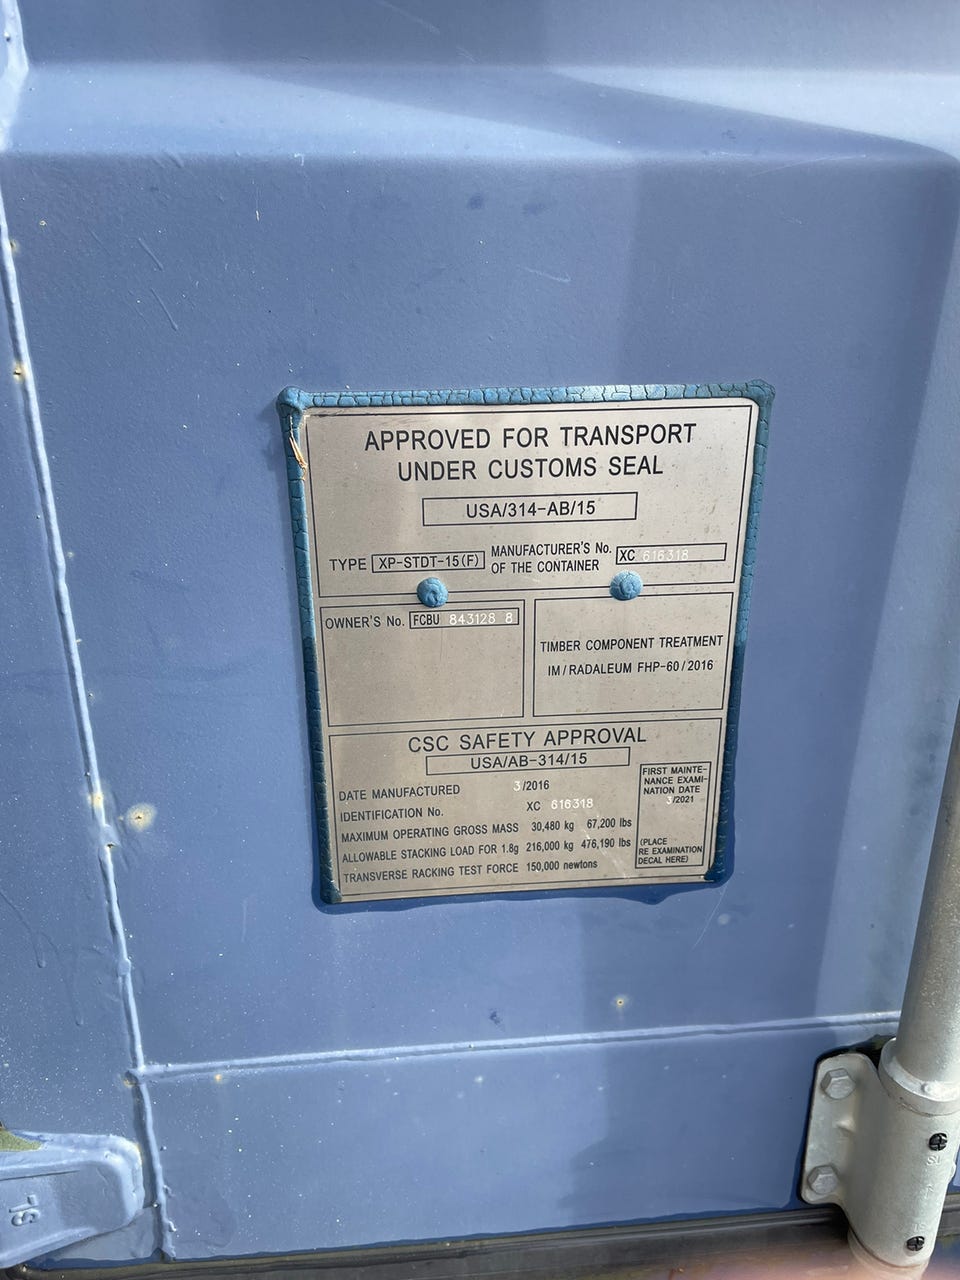 APPROVED FOR TRANSPORT
UNDER CUSTOMS SEAL
USA/314-AB/15
TYPE XP-STDT-15(F) MANUFACTURER'S No. OF THE CONTAINER XC 616318
OWNER'S No. FCBU 843128 8
TIMBER COMPONENT TREATMENT
IM/RADALEUM FHP-60/2016
CSC SAFETY APPROVAL
USA/AB-314/15
DATE MANUFACTURED 3/2016
IDENTIFICATION No. XC 616318
MAXIMUM OPERATING GROSS MASS 30,480 kg 67,200 lbs
ALLOWABLE STACKING LOAD FOR 1.8g 216,000 kg 476,190 lbs
TRANSVERSE RACKING TEST FORCE 150,000 newtons
FIRST MAINTE-
NANCE EXAMI-
NATION DATE
3/2021
(PLACE
RE EXAMINATION
DECAL HERE)
SL